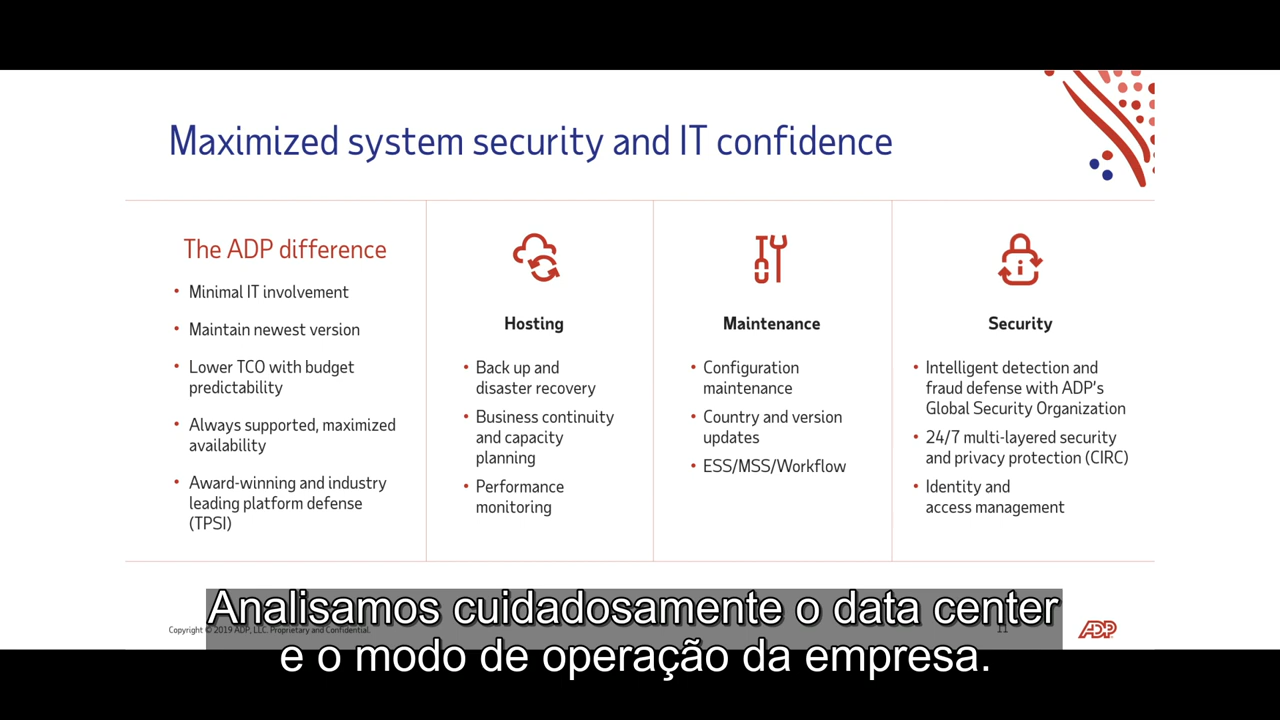 Maximized system security and IT confidence
The ADP difference
• Minimal IT involvement
• Maintain newest version
• Lower TCO with budget
predictability
• Always supported, maximized
availability
• Award-winning and industry
leading platform defense
(TPSI)
Hosting
• Back up and
disaster recovery
• Business continuity
and capacity
planning
• Performance
monitoring
Maintenance
• Configuration
maintenance
• Country and version
updates
• ESS/MSS/Workflow
Security
• Intelligent detection and
fraud defense with ADP's
Global Security Organization
• 24/7 multi-layered security
and privacy protection (CIRC)
• Identity and
access management
Copyright © 2019 ADP, LLC. Proprietary and Confidential.
11
ADP
Analisamos cuidadosamente o data center
e o modo de operação da empresa.